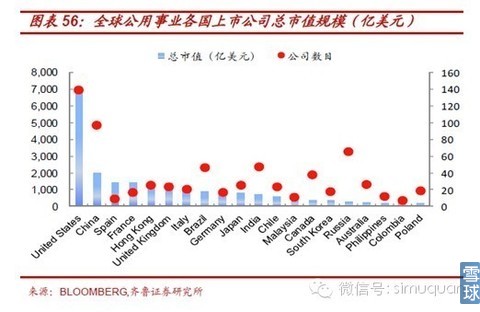 图表 56：全球公用事业各国上市公司总市值规模（亿美元）
总市值（亿美元） 公司数目
8,000 160
7,000 140
6,000 120
5,000 100
4,000 80
3,000 60
2,000 40
1,000 20
0 0
United States
China
Spain
France
Hong Kong
United Kingdom
Italy
Brazil
Germany
Japan
India
Chile
Malaysia
Canada
South Korea
Russia
Australia
Philippines
Colombia
Poland
来源：BLOOMBERG,齐鲁证券研究所
微信号: simuquan
雪球